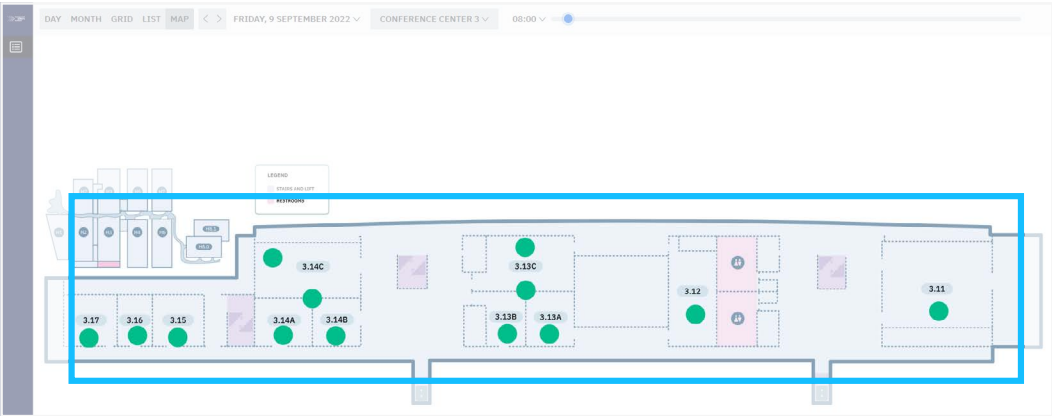 DAY MONTH GRID LIST MAP < > FRIDAY, 9 SEPTEMBER 2022 CONFERENCE CENTER 3 08:00
LEGEND
STAIRS AND LIFT
RESTROOMS
3.14C
3.13C
3.12
3.11
3.17
3.16
3.15
3.14A
3.14B
3.13B
3.13A